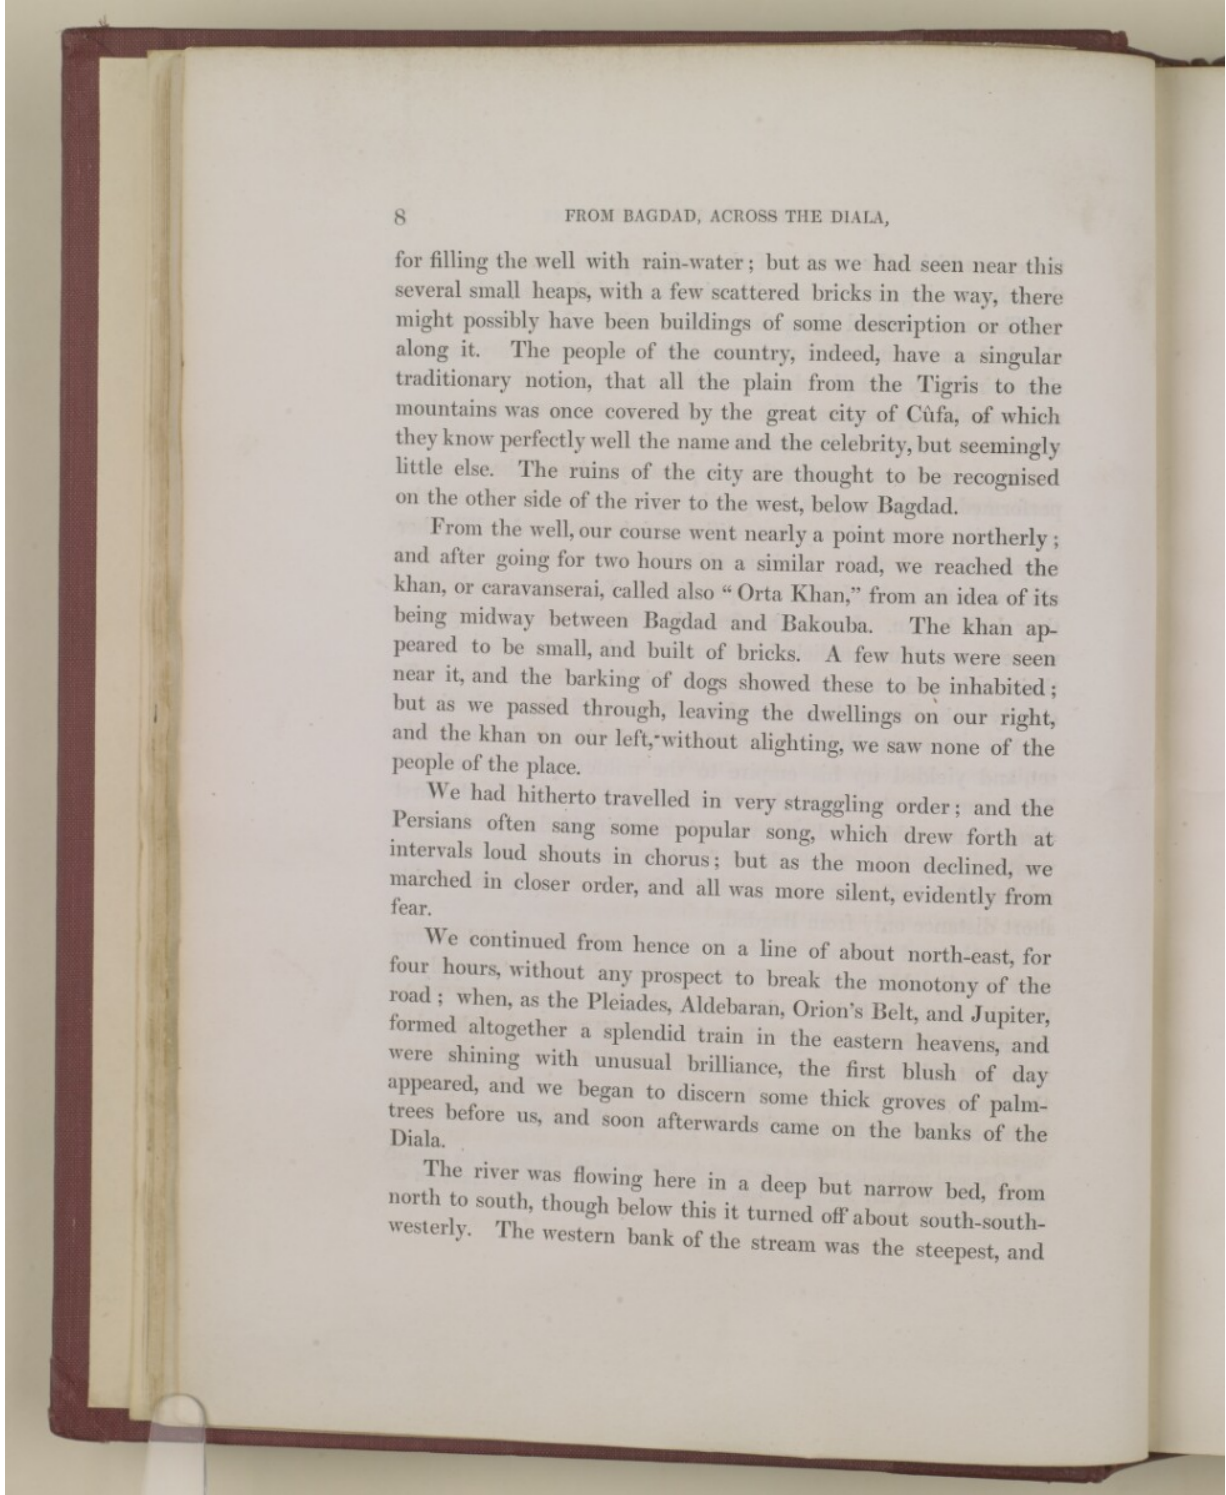 8 FROM BAGDAD, ACROSS THE DIALA,
for filling the well with rain-water; but as we had seen near this
several small heaps, with a few scattered bricks in the way, there
might possibly have been buildings of some description or other
along it. The people of the country, indeed, have a singular
traditionary notion, that all the plain from the Tigris to the
mountains was once covered by the great city of Cûfa, of which
they know perfectly well the name and the celebrity, but seemingly
little else. The ruins of the city are thought to be recognised
on the other side of the river to the west, below Bagdad.
From the well, our course went nearly a point more northerly;
and after going for two hours on a similar road, we reached the
khan, or caravanserai, called also “Orta Khan,” from an idea of its
being midway between Bagdad and Bakouba. The khan ap-
peared to be small, and built of bricks. A few huts were seen
near it, and the barking of dogs showed these to be inhabited;
but as we passed through, leaving the dwellings on our right,
and the khan on our left, without alighting, we saw none of the
people of the place.
We had hitherto travelled in very straggling order; and the
Persians often sang some popular song, which drew forth at
intervals loud shouts in chorus; but as the moon declined, we
marched in closer order, and all was more silent, evidently from
fear.
We continued from hence on a line of about north-east, for
four hours, without any prospect to break the monotony of the
road; when, as the Pleiades, Aldebaran, Orion’s Belt, and Jupiter,
formed altogether a splendid train in the eastern heavens, and
were shining with unusual brilliance, the first blush of day
appeared, and we began to discern some thick groves of palm-
trees before us, and soon afterwards came on the banks of the
Diala.
The river was flowing here in a deep but narrow bed, from
north to south, though below this it turned off about south-south-
westerly. The western bank of the stream was the steepest, and